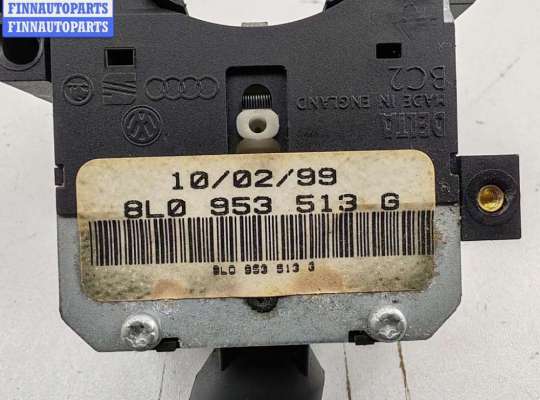 FINNAUTOPARTS
FINNAUTOPARTS
DELTA
MADE IN ENGLAND
BC2
10/02/99
8L0 953 513 G
8L0 953 513 G